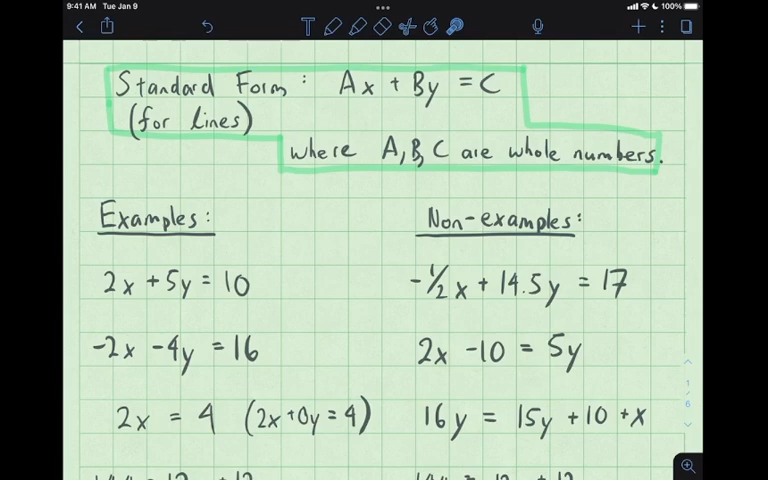 9:41 AM Tue Jan 9
100%
Standard Form: Ax + By = C
(for lines)
where A, B, C are whole numbers.
Examples:
Non-examples:
2x + 5y = 10
-1/2x + 14.5y = 17
-2x - 4y = 16
2x - 10 = 5y
2x = 4 (2x + 0y = 4)
16y = 15y + 10 + x
1
/
6